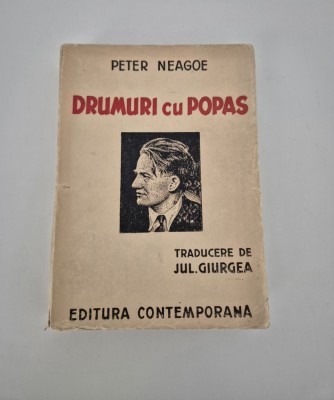 PETER NEAGOE
DRUMURI cu POPAS
TRADUCERE DE
JUL. GIURGEA
EDITURA CONTEMPORANA